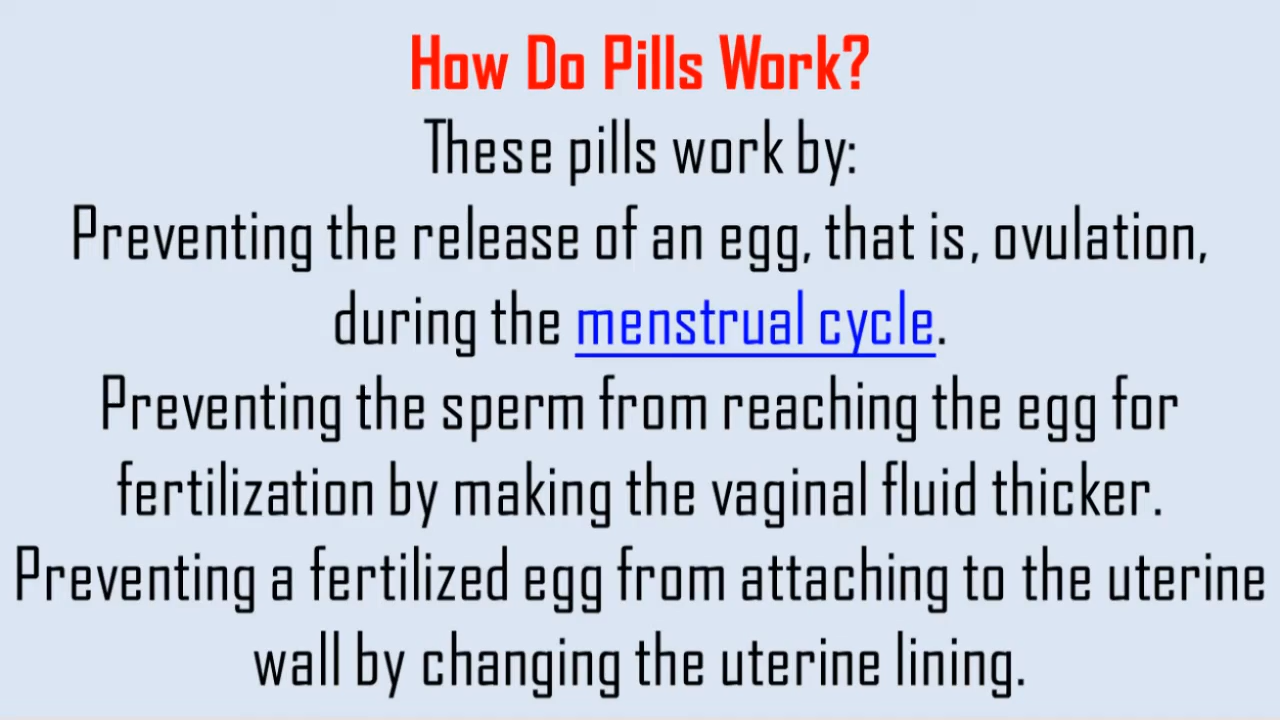 How Do Pills Work?
These pills work by:
Preventing the release of an egg, that is, ovulation,
during the menstrual cycle.
Preventing the sperm from reaching the egg for
fertilization by making the vaginal fluid thicker.
Preventing a fertilized egg from attaching to the uterine
wall by changing the uterine lining.